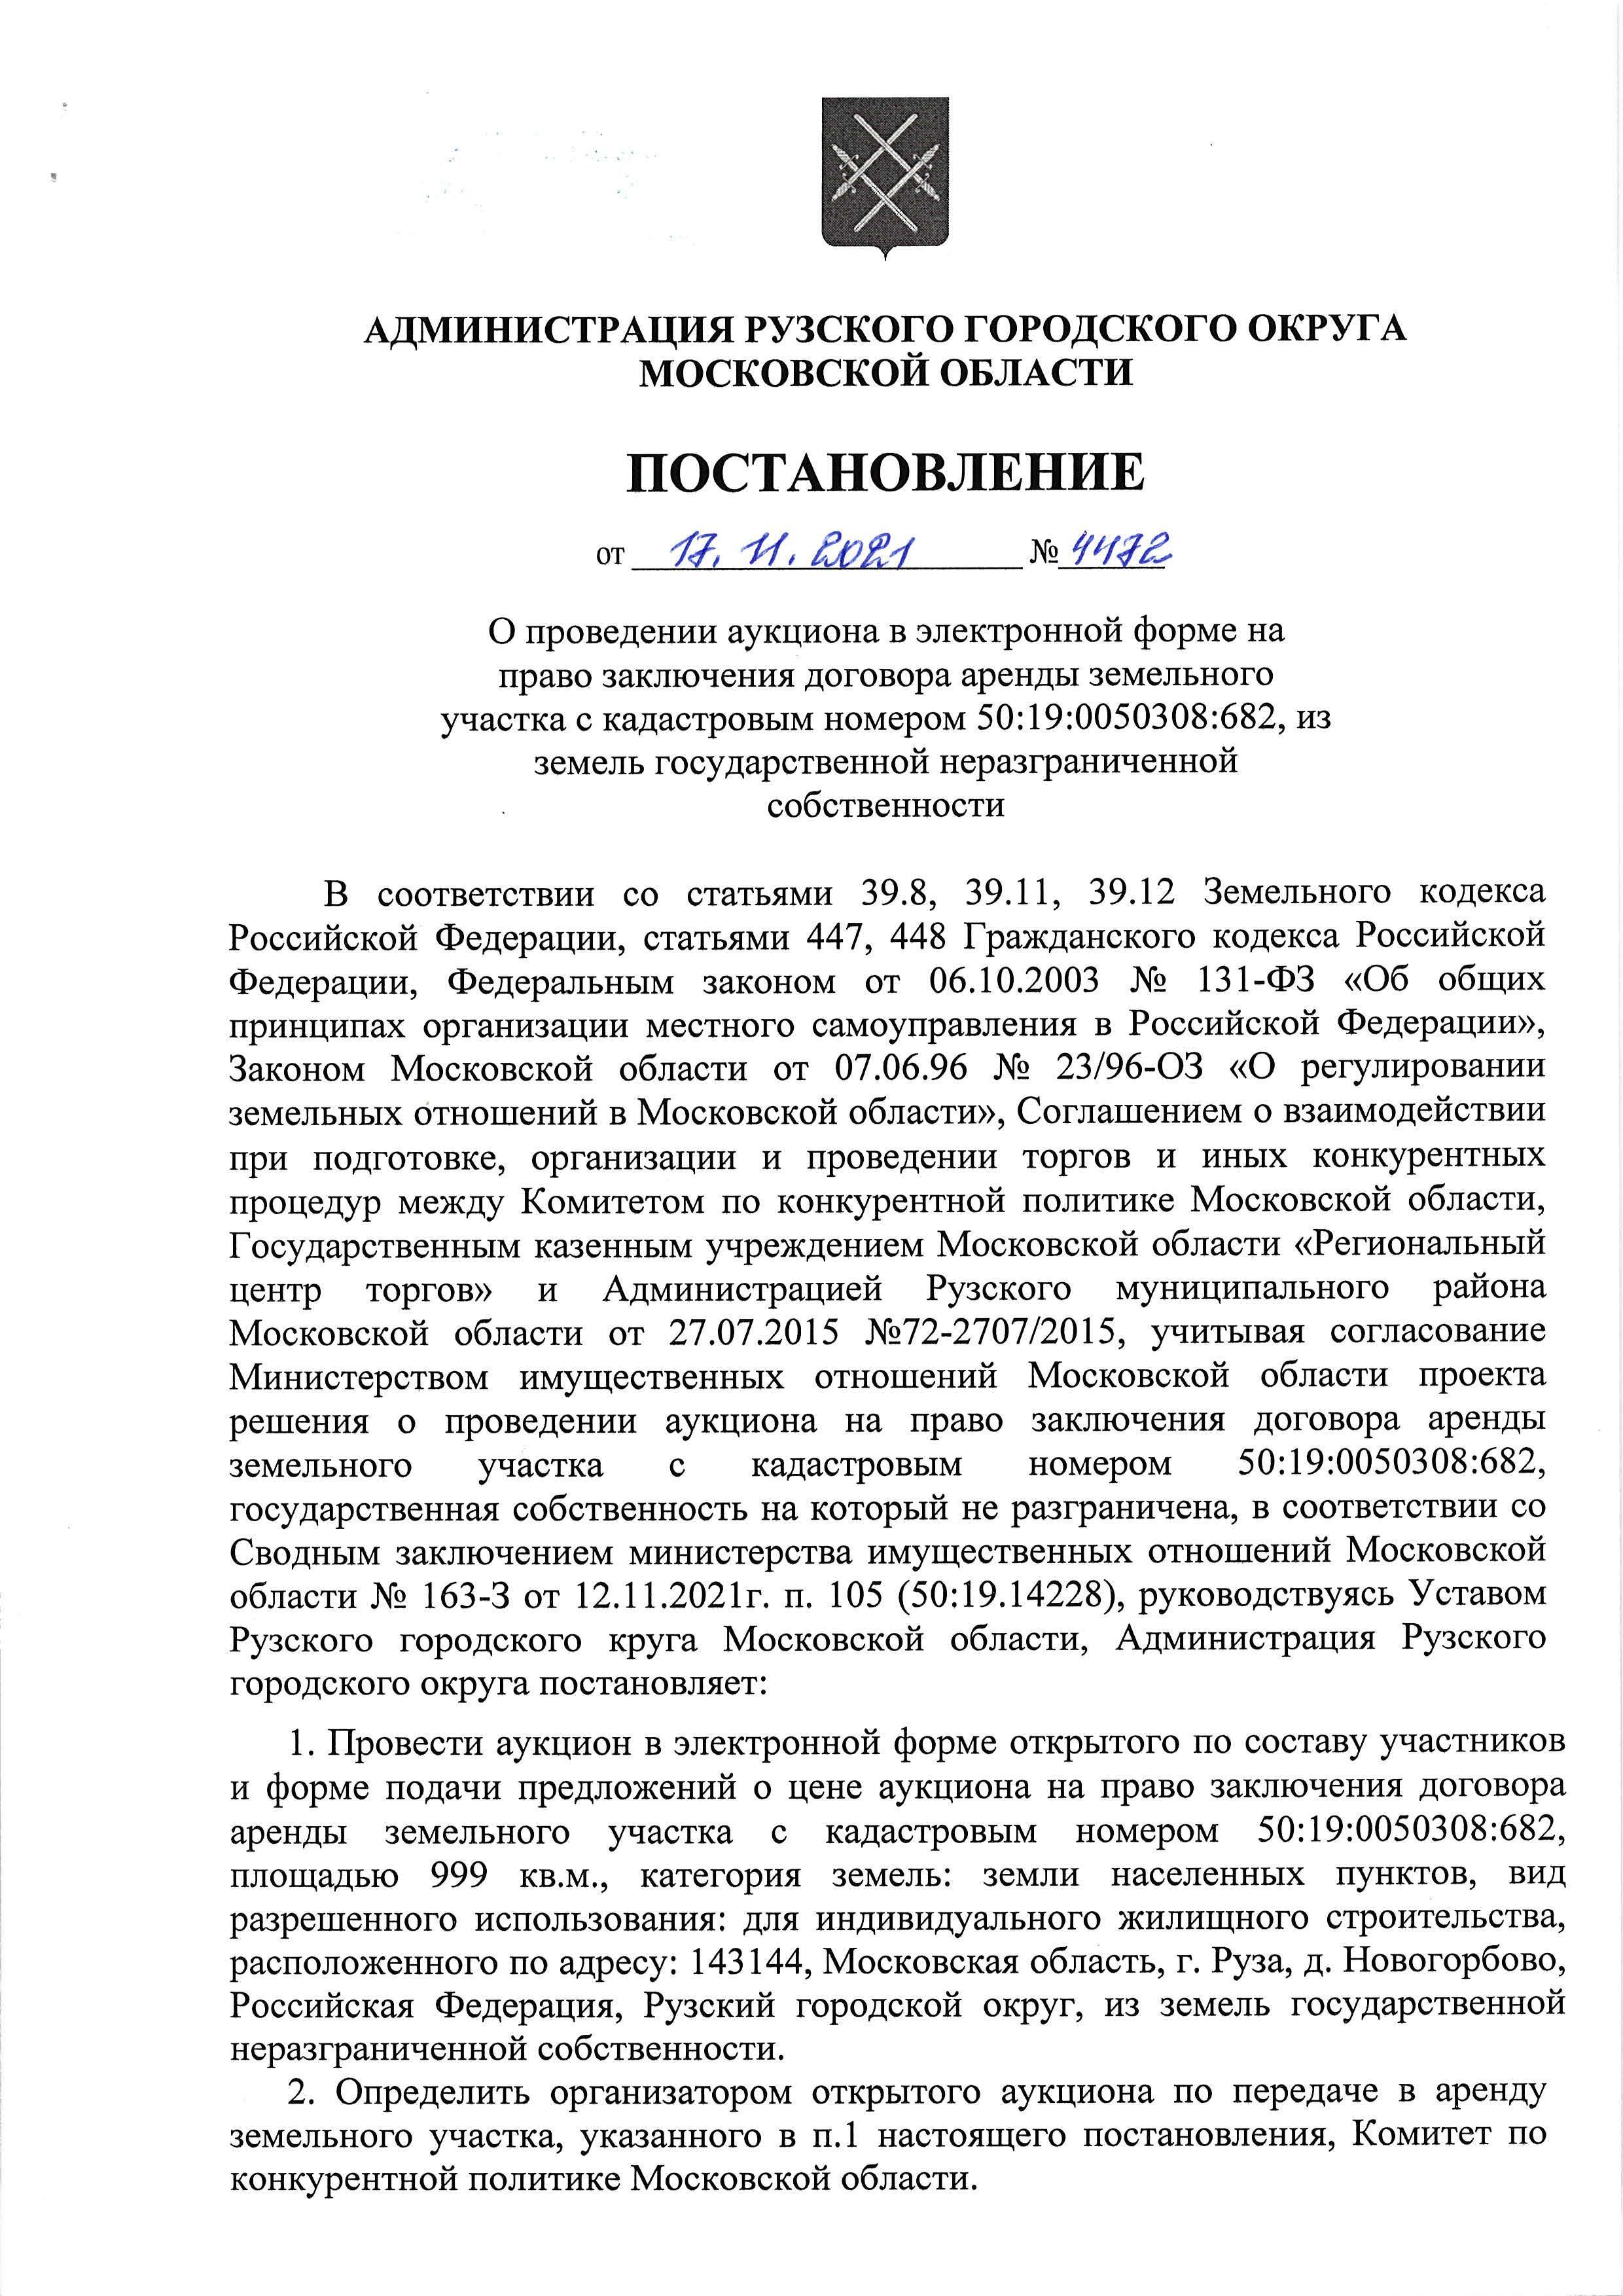 АДМИНИСТРАЦИЯ РУЗСКОГО ГОРОДСКОГО ОКРУГА
МОСКОВСКОЙ ОБЛАСТИ
ПОСТАНОВЛЕНИЕ
от 17.11.2021 № 4472
О проведении аукциона в электронной форме на
право заключения договора аренды земельного
участка с кадастровым номером 50:19:0050308:682, из
земель государственной неразграниченной
собственности
В соответствии со статьями 39.8, 39.11, 39.12 Земельного кодекса
Российской Федерации, статьями 447, 448 Гражданского кодекса Российской
Федерации, Федеральным законом от 06.10.2003 № 131-ФЗ «Об общих
принципах организации местного самоуправления в Российской Федерации»,
Законом Московской области от 07.06.96 № 23/96-ОЗ «О регулировании
земельных отношений в Московской области», Соглашением о взаимодействии
при подготовке, организации и проведении торгов и иных конкурентных
процедур между Комитетом по конкурентной политике Московской области,
Государственным казенным учреждением Московской области «Региональный
центр торгов» и Администрацией Рузского муниципального района
Московской области от 27.07.2015 №72-2707/2015, учитывая согласование
Министерством имущественных отношений Московской области проекта
решения о проведении аукциона на право заключения договора аренды
земельного участка с кадастровым номером 50:19:0050308:682,
государственная собственность на который не разграничена, в соответствии со
Сводным заключением министерства имущественных отношений Московской
области № 163-З от 12.11.2021г. п. 105 (50:19.14228), руководствуясь Уставом
Рузского городского круга Московской области, Администрация Рузского
городского округа постановляет:
1. Провести аукцион в электронной форме открытого по составу участников
и форме подачи предложений о цене аукциона на право заключения договора
аренды земельного участка с кадастровым номером 50:19:0050308:682,
площадью 999 кв.м., категория земель: земли населенных пунктов, вид
разрешенного использования: для индивидуального жилищного строительства,
расположенного по адресу: 143144, Московская область, г. Руза, д. Новогорбово,
Российская Федерация, Рузский городской округ, из земель государственной
неразграниченной собственности.
2. Определить организатором открытого аукциона по передаче в аренду
земельного участка, указанного в п.1 настоящего постановления, Комитет по
конкурентной политике Московской области.